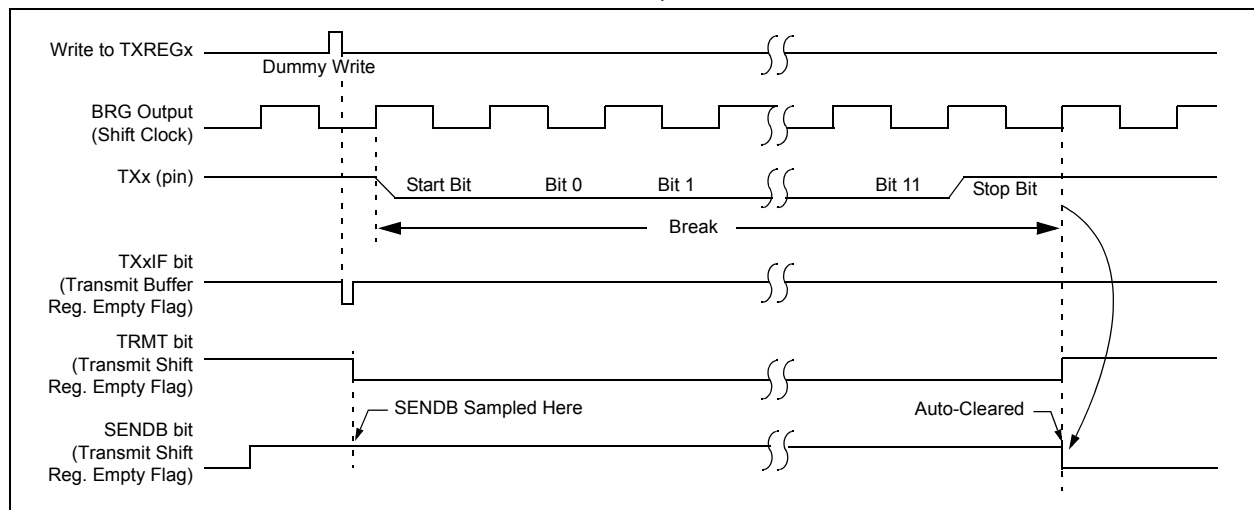 Write to TXREGx
Dummy Write
BRG Output
(Shift Clock)
TXx (pin)
Start Bit
Bit 0
Bit 1
Bit 11
Stop Bit
Break
TXxIF bit
(Transmit Buffer
Reg. Empty Flag)
TRMT bit
(Transmit Shift
Reg. Empty Flag)
SENDB Sampled Here
Auto-Cleared
SENDB bit
(Transmit Shift
Reg. Empty Flag)